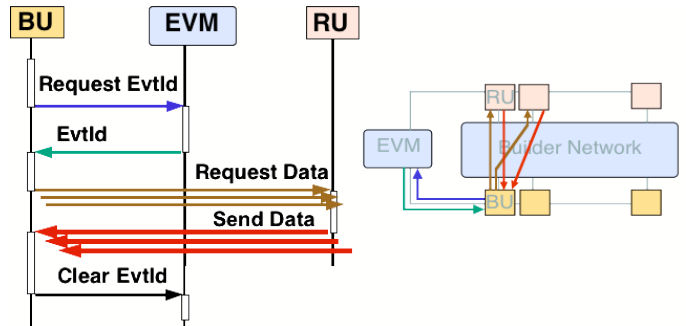 BU
EVM
RU
Request EvtId
EvtId
Request Data
Send Data
Clear EvtId
RU
EVM
Builder Network
BU